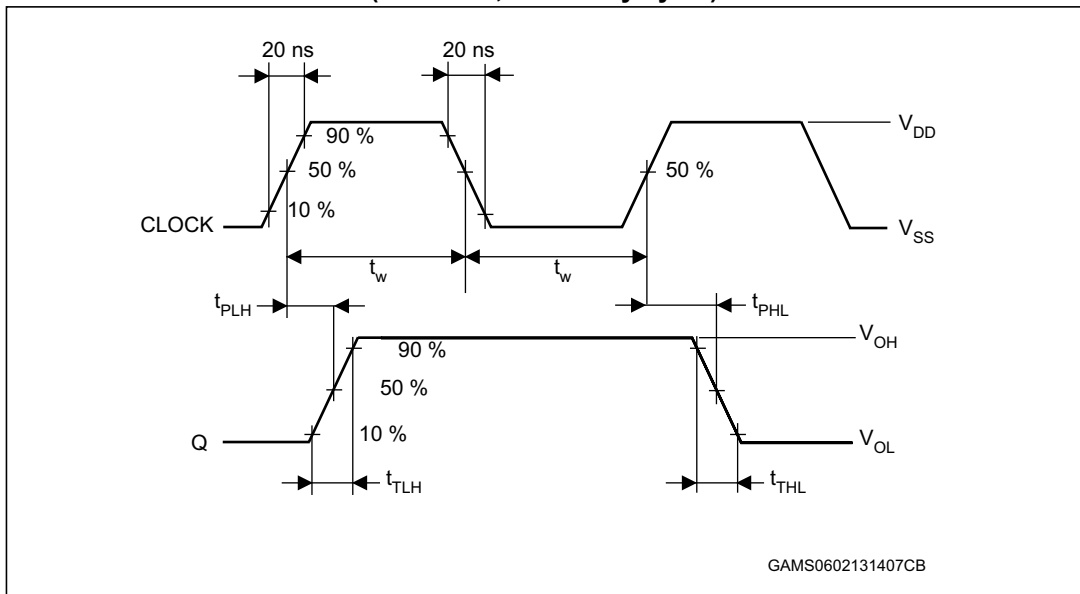 20 ns
20 ns
90 %
50 %
10 %
50 %
V_DD
CLOCK
V_SS
t_w
t_w
t_PLH
t_PHL
V_OH
90 %
50 %
10 %
Q
V_OL
t_TLH
t_THL
GAMS0602131407CB